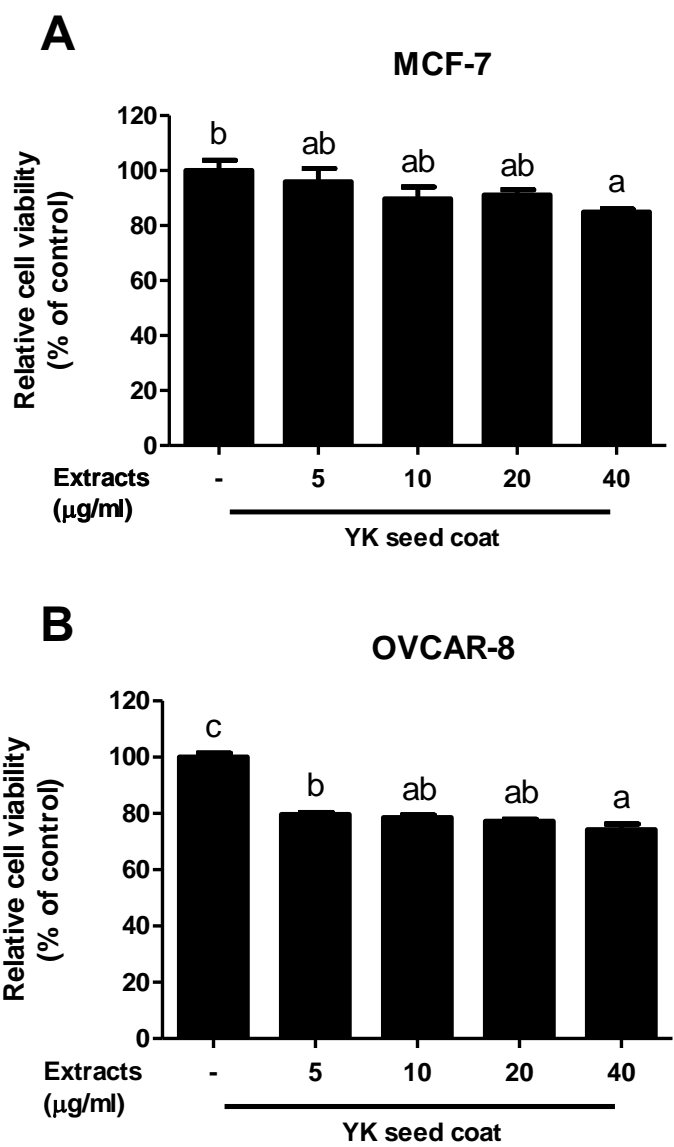 A
MCF-7
Relative cell viability
(% of control)
120
100
80
60
40
20
0
b
ab
ab
ab
a
Extracts
(μg/ml)
- 5 10 20 40
YK seed coat
B
OVCAR-8
Relative cell viability
(% of control)
120
100
80
60
40
20
0
c
b
ab
ab
a
Extracts
(μg/ml)
- 5 10 20 40
YK seed coat